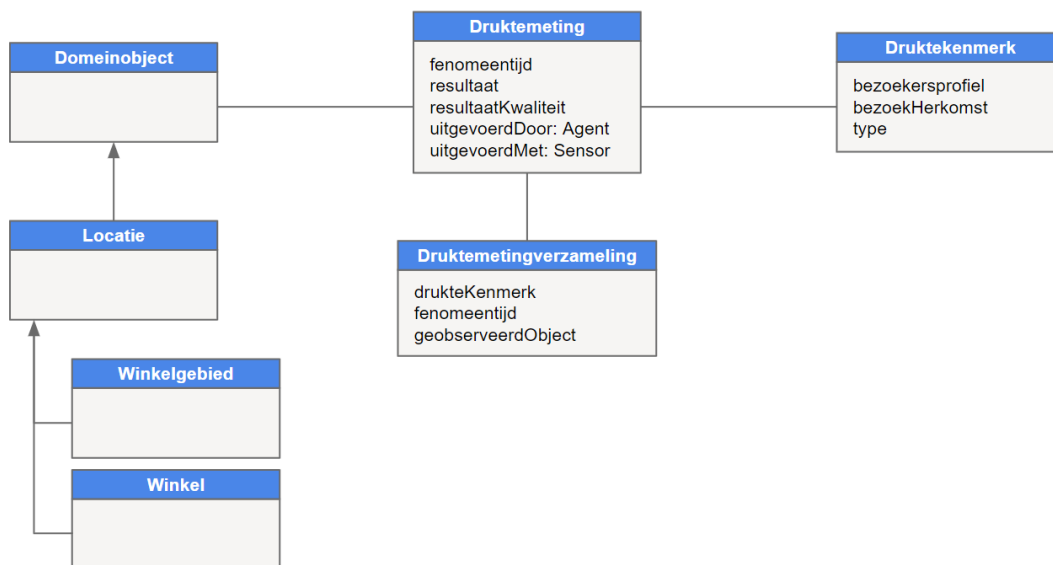 Domeinobject
Druktemeting
fenomeentijd
resultaat
resultaatKwaliteit
uitgevoerdDoor: Agent
uitgevoerdMet: Sensor
Druktekenmerk
bezoekersprofiel
bezoekHerkomst
type
Locatie
Druktemetingverzameling
drukteKenmerk
fenomeentijd
geobserveerdObject
Winkelgebied
Winkel